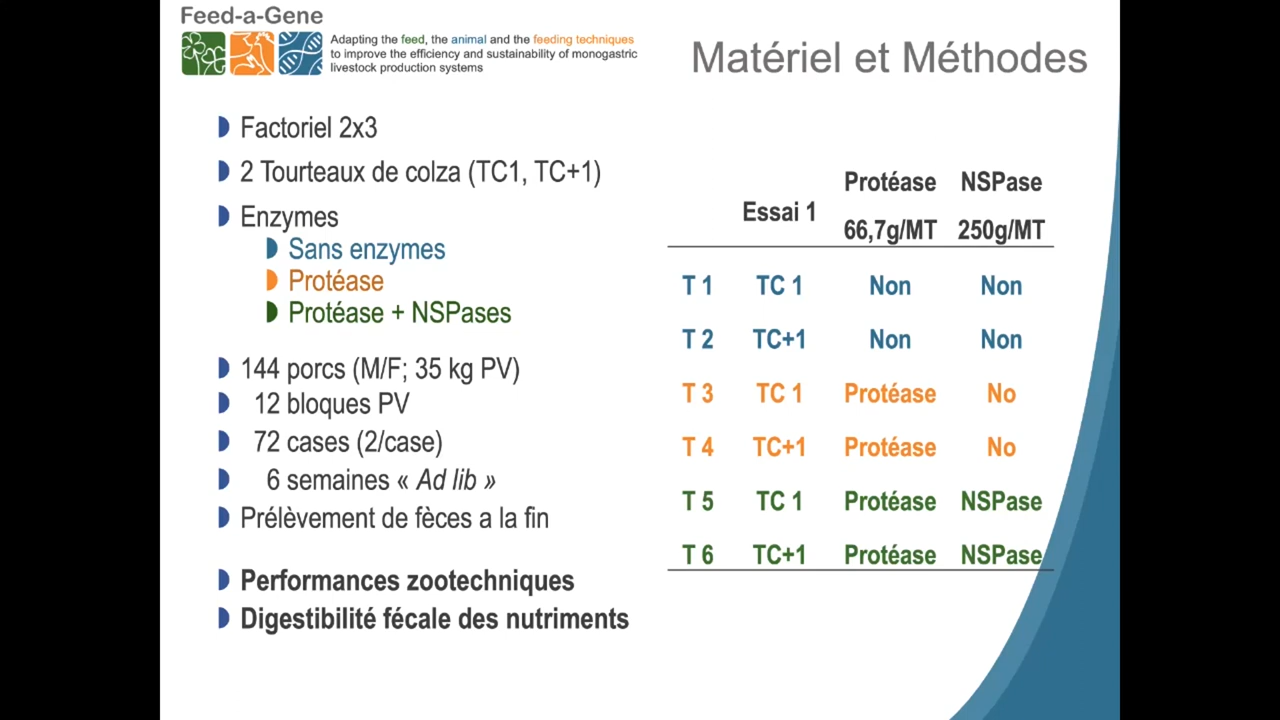 Feed-a-Gene
Adapting the feed, the animal and the feeding techniques
to improve the efficiency and sustainability of monogastric
livestock production systems
Matériel et Méthodes
Factoriel 2x3
2 Tourteaux de colza (TC1, TC+1)
Enzymes
Sans enzymes
Protéase
Protéase + NSPases
144 porcs (M/F; 35 kg PV)
12 bloques PV
72 cases (2/case)
6 semaines « Ad lib »
Prélèvement de fèces a la fin
Performances zootechniques
Digestibilité fécale des nutriments
Essai 1 Protéase NSPase
66,7g/MT 250g/MT
T 1 TC 1 Non Non
T 2 TC+1 Non Non
T 3 TC 1 Protéase No
T 4 TC+1 Protéase No
T 5 TC 1 Protéase NSPase
T 6 TC+1 Protéase NSPase